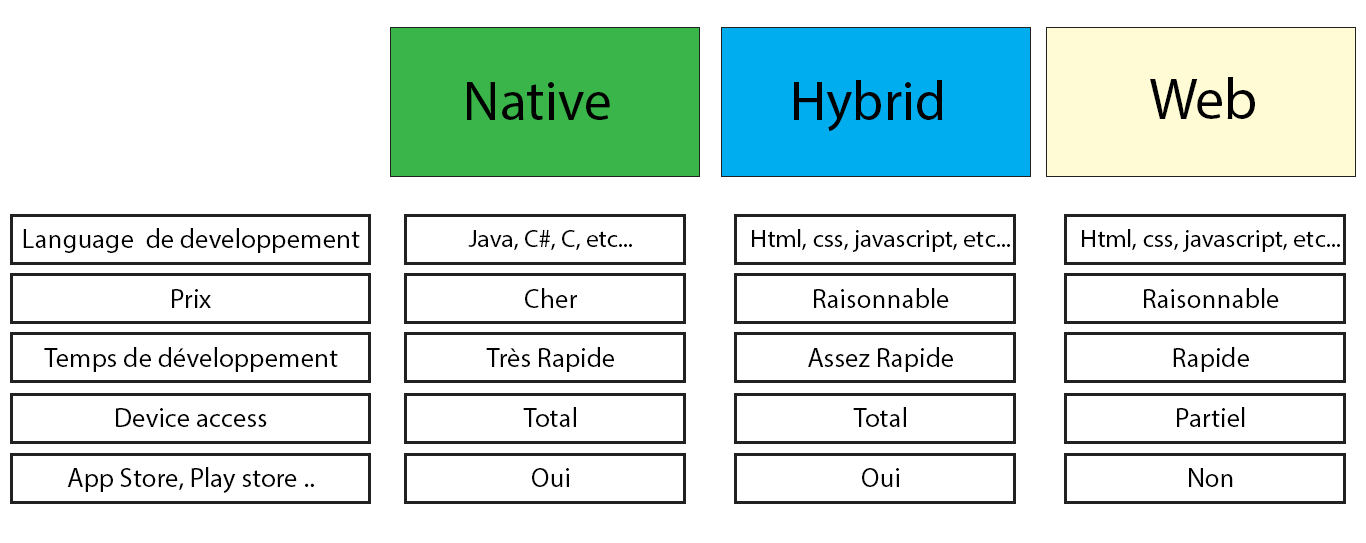 Native Hybrid Web
Language de developpement Java, C#, C, etc... Html, css, javascript, etc... Html, css, javascript, etc...
Prix Cher Raisonnable Raisonnable
Temps de développement Très Rapide Assez Rapide Rapide
Device access Total Total Partiel
App Store, Play store .. Oui Oui Non